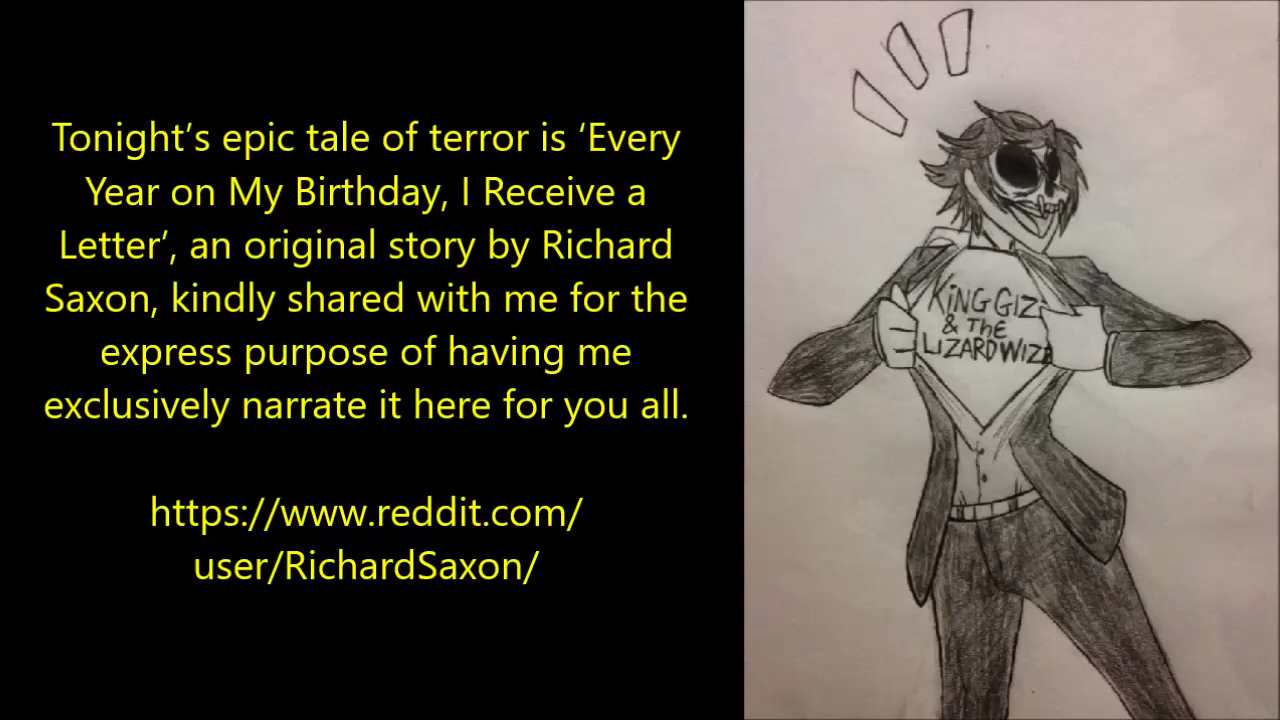 Tonight’s epic tale of terror is ‘Every
Year on My Birthday, I Receive a
Letter’, an original story by Richard
Saxon, kindly shared with me for the
express purpose of having me
exclusively narrate it here for you all.
https://www.reddit.com/
user/RichardSaxon/
KING GIZ
& THE
LIZARD WIZZ